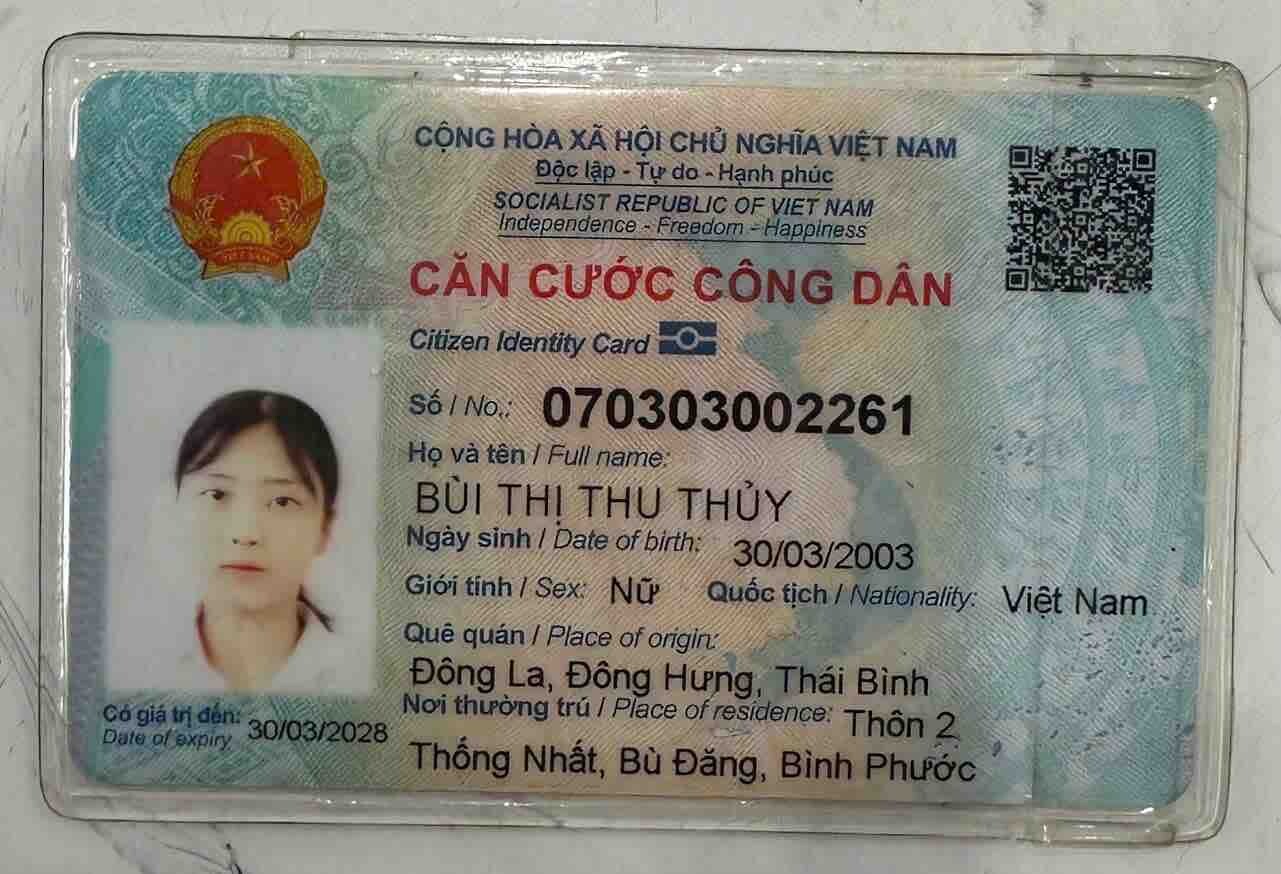 CỘNG HÒA XÃ HỘI CHỦ NGHĨA VIỆT NAM
Độc lập - Tự do - Hạnh phúc
SOCIALIST REPUBLIC OF VIET NAM
Independence - Freedom - Happiness
CĂN CƯỚC CÔNG DÂN
Citizen Identity Card
Số / No.: 070303002261
Họ và tên / Full name:
BÙI THỊ THU THỦY
Ngày sinh / Date of birth: 30/03/2003
Giới tính / Sex: Nữ Quốc tịch / Nationality: Việt Nam
Quê quán / Place of origin:
Đông La, Đông Hưng, Thái Bình
Nơi thường trú / Place of residence: Thôn 2
Thống Nhất, Bù Đăng, Bình Phước
Có giá trị đến: 30/03/2028
Date of expiry
VIỆT NAM